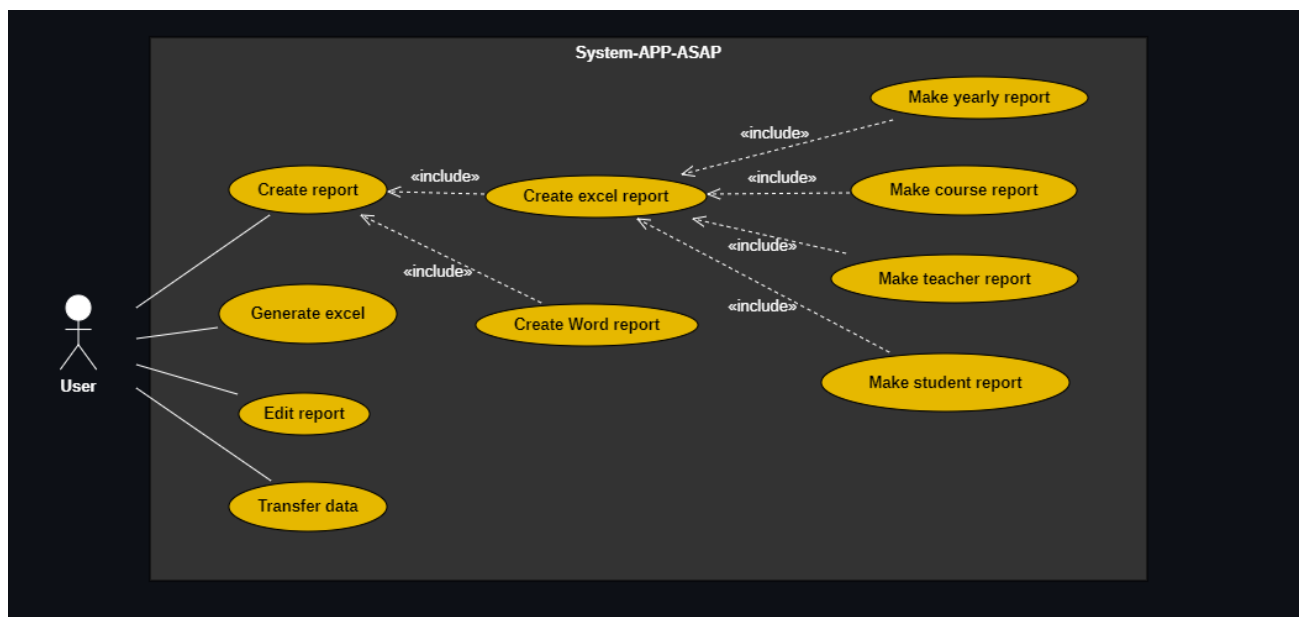 System-APP-ASAP
Make yearly report
«include»
Create report
«include»
Create excel report
«include»
Make course report
«include»
Make teacher report
«include»
Generate excel
Create Word report
«include»
Make student report
User
Edit report
Transfer data